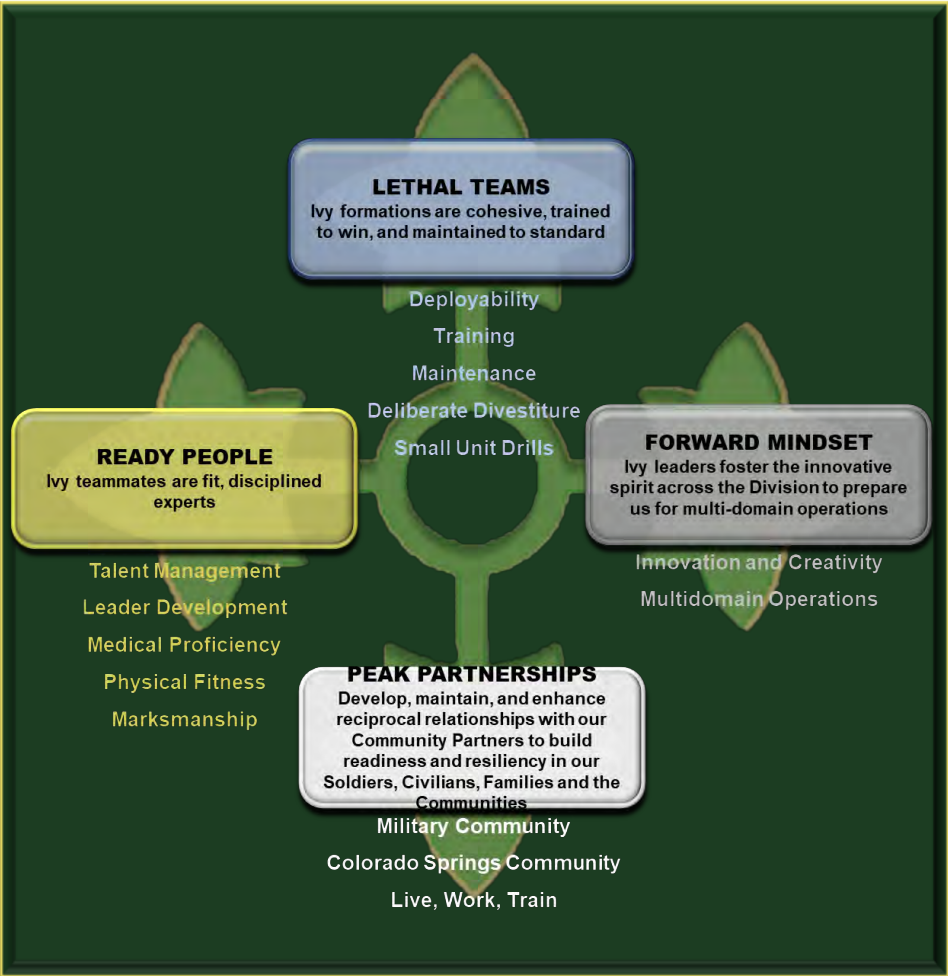 LETHAL TEAMS
Ivy formations are cohesive, trained
to win, and maintained to standard
Deployability
Training
Maintenance
Deliberate Divestiture
Small Unit Drills
READY PEOPLE
Ivy teammates are fit, disciplined
experts
Talent Management
Leader Development
Medical Proficiency
Physical Fitness
Marksmanship
FORWARD MINDSET
Ivy leaders foster the innovative
spirit across the Division to prepare
us for multi-domain operations
Innovation and Creativity
Multidomain Operations
PEAK PARTNERSHIPS
Develop, maintain, and enhance
reciprocal relationships with our
Community Partners to build
readiness and resiliency in our
Soldiers, Civilians, Families and the
Communities
Military Community
Colorado Springs Community
Live, Work, Train